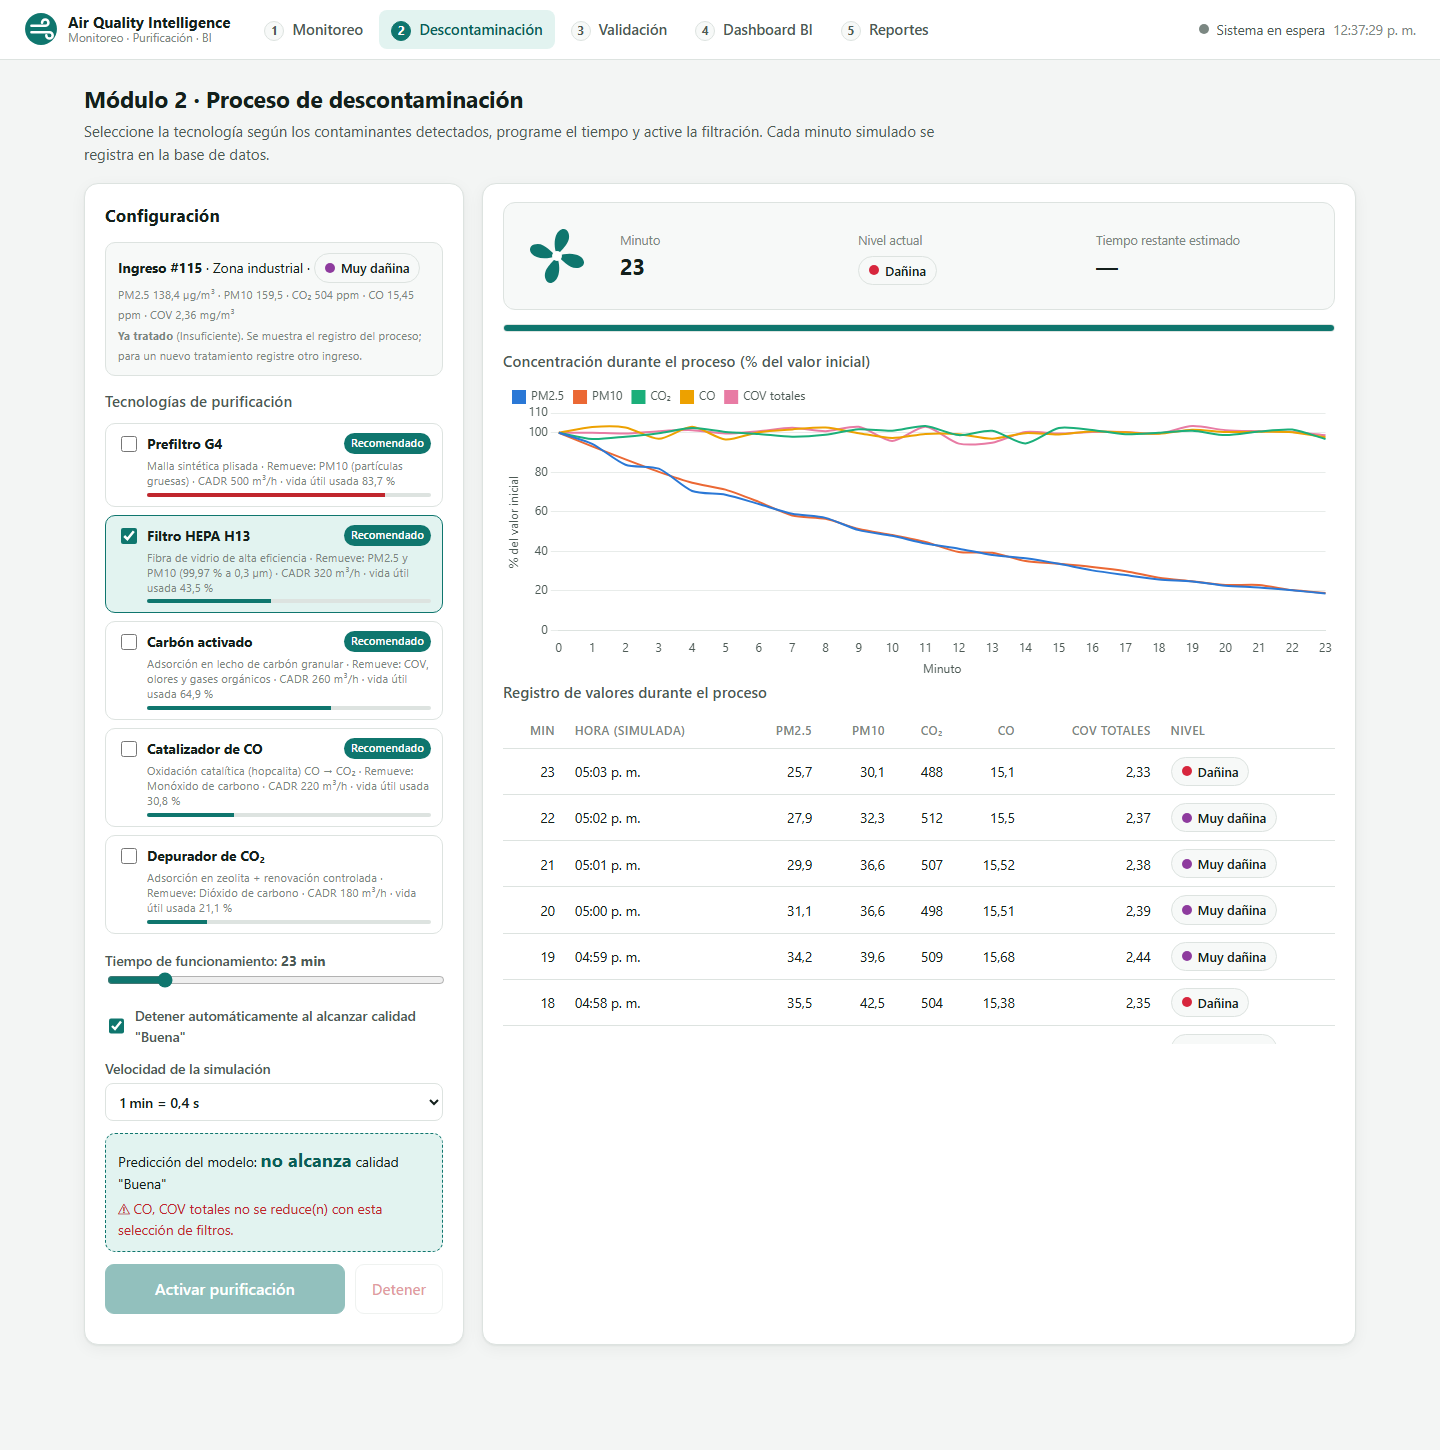 Air Quality Intelligence
Monitoreo · Purificación · BI
1 Monitoreo
2 Descontaminación
3 Validación
4 Dashboard BI
5 Reportes
Sistema en espera 12:37:29 p. m.
Módulo 2 · Proceso de descontaminación
Seleccione la tecnología según los contaminantes detectados, programe el tiempo y active la filtración. Cada minuto simulado se
registra en la base de datos.
Configuración
Ingreso #115 · Zona industrial · Muy dañina
PM2.5 138,4 µg/m³ · PM10 159,5 · CO₂ 504 ppm · CO 15,45
ppm · COV 2,36 mg/m³
Ya tratado (Insuficiente). Se muestra el registro del proceso;
para un nuevo tratamiento registre otro ingreso.
Tecnologías de purificación
Prefiltro G4 Recomendado
Malla sintética plisada · Remueve: PM10 (partículas
gruesas) · CADR 500 m³/h · vida útil usada 83,7 %
Filtro HEPA H13 Recomendado
Fibra de vidrio de alta eficiencia · Remueve: PM2.5 y
PM10 (99,97 % a 0,3 µm) · CADR 320 m³/h · vida útil
usada 43,5 %
Carbón activado Recomendado
Adsorción en lecho de carbón granular · Remueve: COV,
olores y gases orgánicos · CADR 260 m³/h · vida útil
usada 64,9 %
Catalizador de CO Recomendado
Oxidación catalítica (hopcalita) CO → CO₂ · Remueve:
Monóxido de carbono · CADR 220 m³/h · vida útil usada
30,8 %
Depurador de CO₂
Adsorción en zeolita + renovación controlada ·
Remueve: Dióxido de carbono · CADR 180 m³/h · vida
útil usada 21,1 %
Tiempo de funcionamiento: 23 min
Detener automáticamente al alcanzar calidad
"Buena"
Velocidad de la simulación
1 min = 0,4 s
Predicción del modelo: no alcanza calidad
"Buena"
⚠ CO, COV totales no se reduce(n) con esta
selección de filtros.
Activar purificación
Detener
Minuto
23
Nivel actual
Dañina
Tiempo restante estimado
—
Concentración durante el proceso (% del valor inicial)
PM2.5 PM10 CO₂ CO COV totales
110
100
80
60
40
20
0
% del valor inicial
0 1 2 3 4 5 6 7 8 9 10 11 12 13 14 15 16 17 18 19 20 21 22 23
Minuto
Registro de valores durante el proceso
MIN HORA (SIMULADA) PM2.5 PM10 CO₂ CO COV TOTALES NIVEL
23 05:03 p. m. 25,7 30,1 488 15,1 2,33 Dañina
22 05:02 p. m. 27,9 32,3 512 15,5 2,37 Muy dañina
21 05:01 p. m. 29,9 36,6 507 15,52 2,38 Muy dañina
20 05:00 p. m. 31,1 36,6 498 15,51 2,39 Muy dañina
19 04:59 p. m. 34,2 39,6 509 15,68 2,44 Muy dañina
18 04:58 p. m. 35,5 42,5 504 15,38 2,35 Dañina